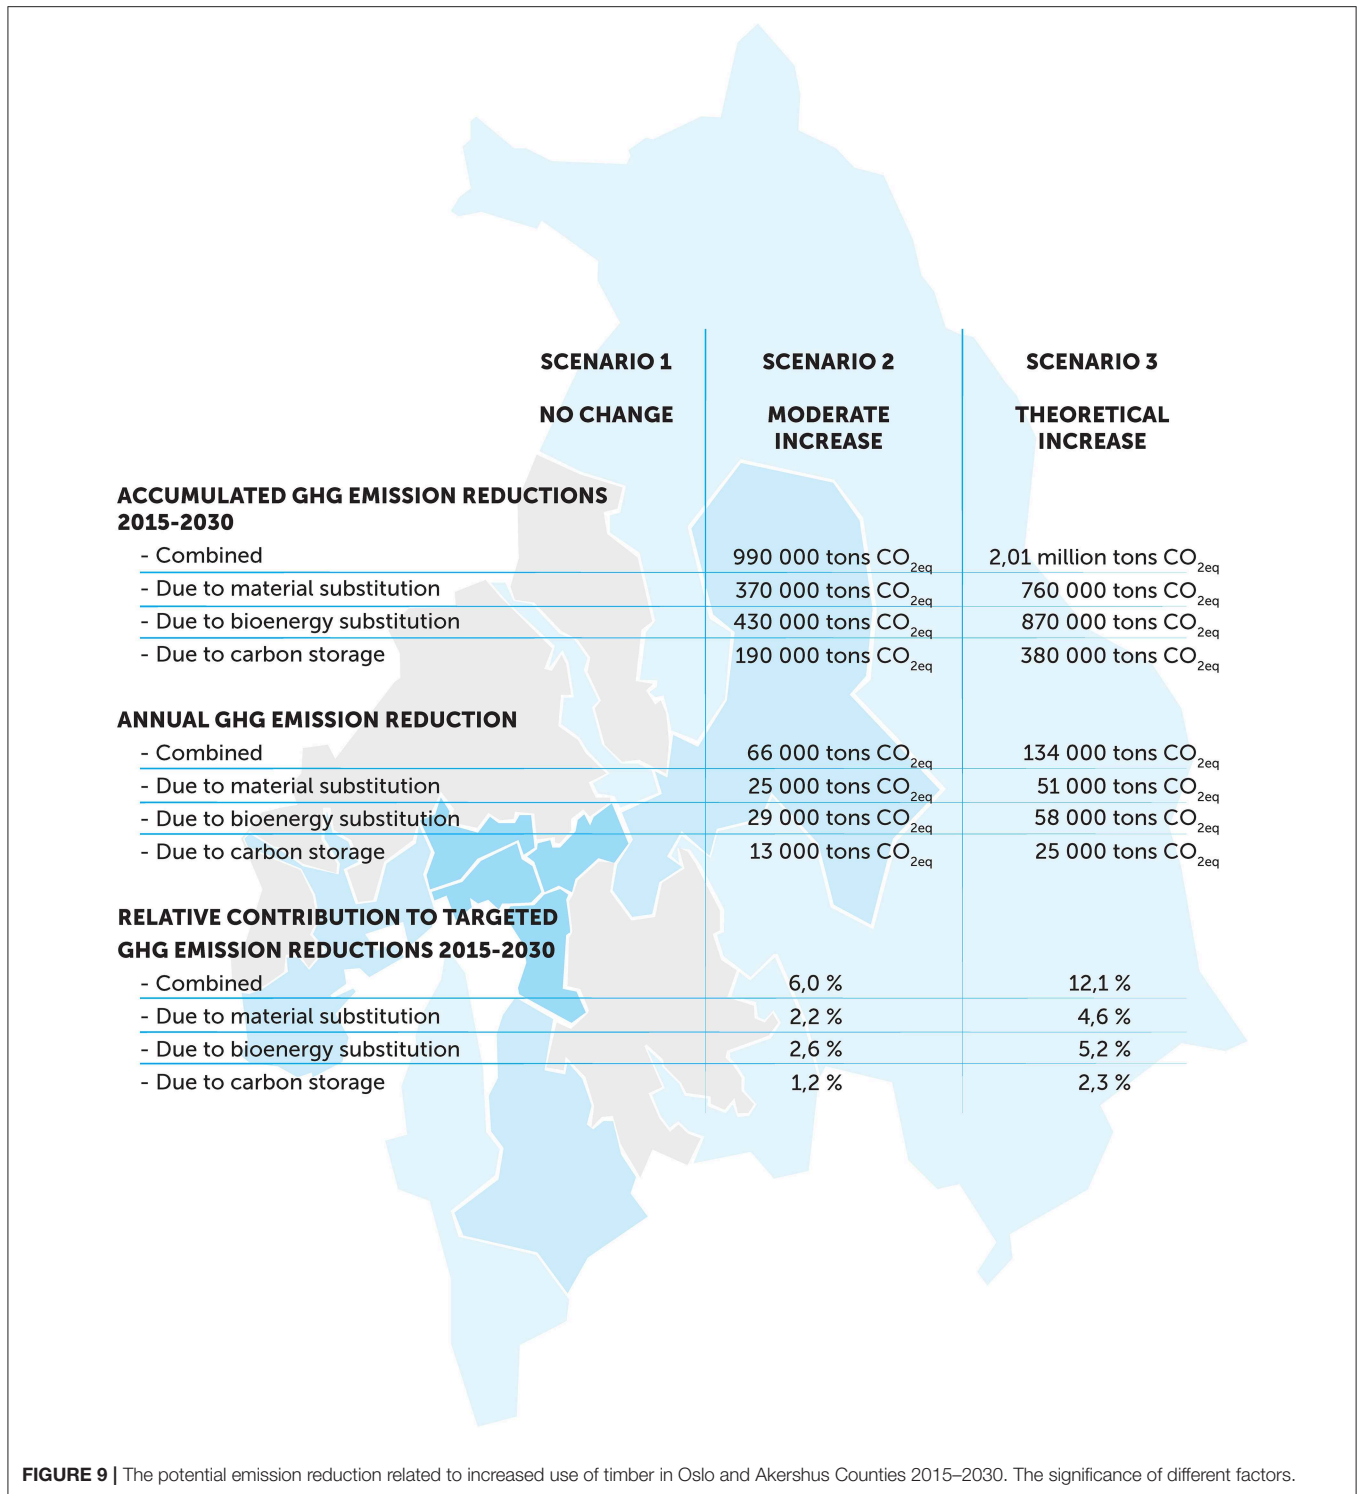 SCENARIO 1 SCENARIO 2 SCENARIO 3
NO CHANGE MODERATE THEORETICAL
INCREASE INCREASE
ACCUMULATED GHG EMISSION REDUCTIONS
2015-2030
- Combined 990 000 tons CO2eq 2,01 million tons CO2eq
- Due to material substitution 370 000 tons CO2eq 760 000 tons CO2eq
- Due to bioenergy substitution 430 000 tons CO2eq 870 000 tons CO2eq
- Due to carbon storage 190 000 tons CO2eq 380 000 tons CO2eq
ANNUAL GHG EMISSION REDUCTION
- Combined 66 000 tons CO2eq 134 000 tons CO2eq
- Due to material substitution 25 000 tons CO2eq 51 000 tons CO2eq
- Due to bioenergy substitution 29 000 tons CO2eq 58 000 tons CO2eq
- Due to carbon storage 13 000 tons CO2eq 25 000 tons CO2eq
RELATIVE CONTRIBUTION TO TARGETED
GHG EMISSION REDUCTIONS 2015-2030
- Combined 6,0 % 12,1 %
- Due to material substitution 2,2 % 4,6 %
- Due to bioenergy substitution 2,6 % 5,2 %
- Due to carbon storage 1,2 % 2,3 %
FIGURE 9 | The potential emission reduction related to increased use of timber in Oslo and Akershus Counties 2015–2030. The significance of different factors.